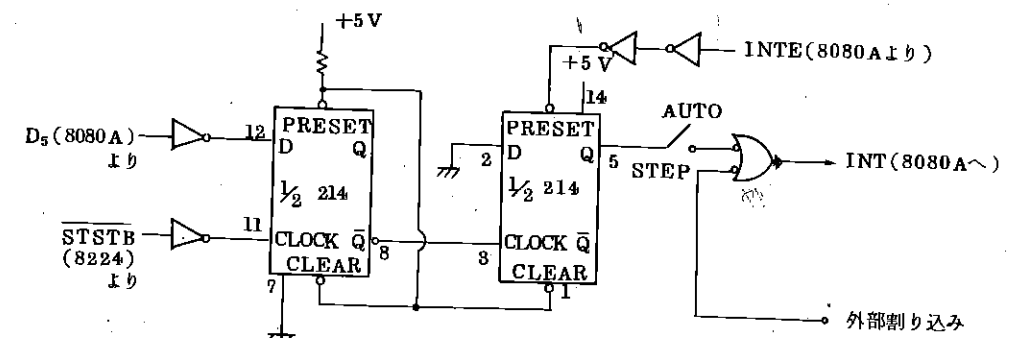 +5V
INTE(8080Aより)
+5 V
14
AUTO
PRESET
PRESET
D₅(8080A)
より
12
D
Q
2
D
Q
5
INT(8080Aへ)
STEP
½ 214
½ 214
STSTB
(8224)
より
11
CLOCK
Q̄
8
3
CLOCK
Q̄
CLEAR
CLEAR
7
1
外部割り込み